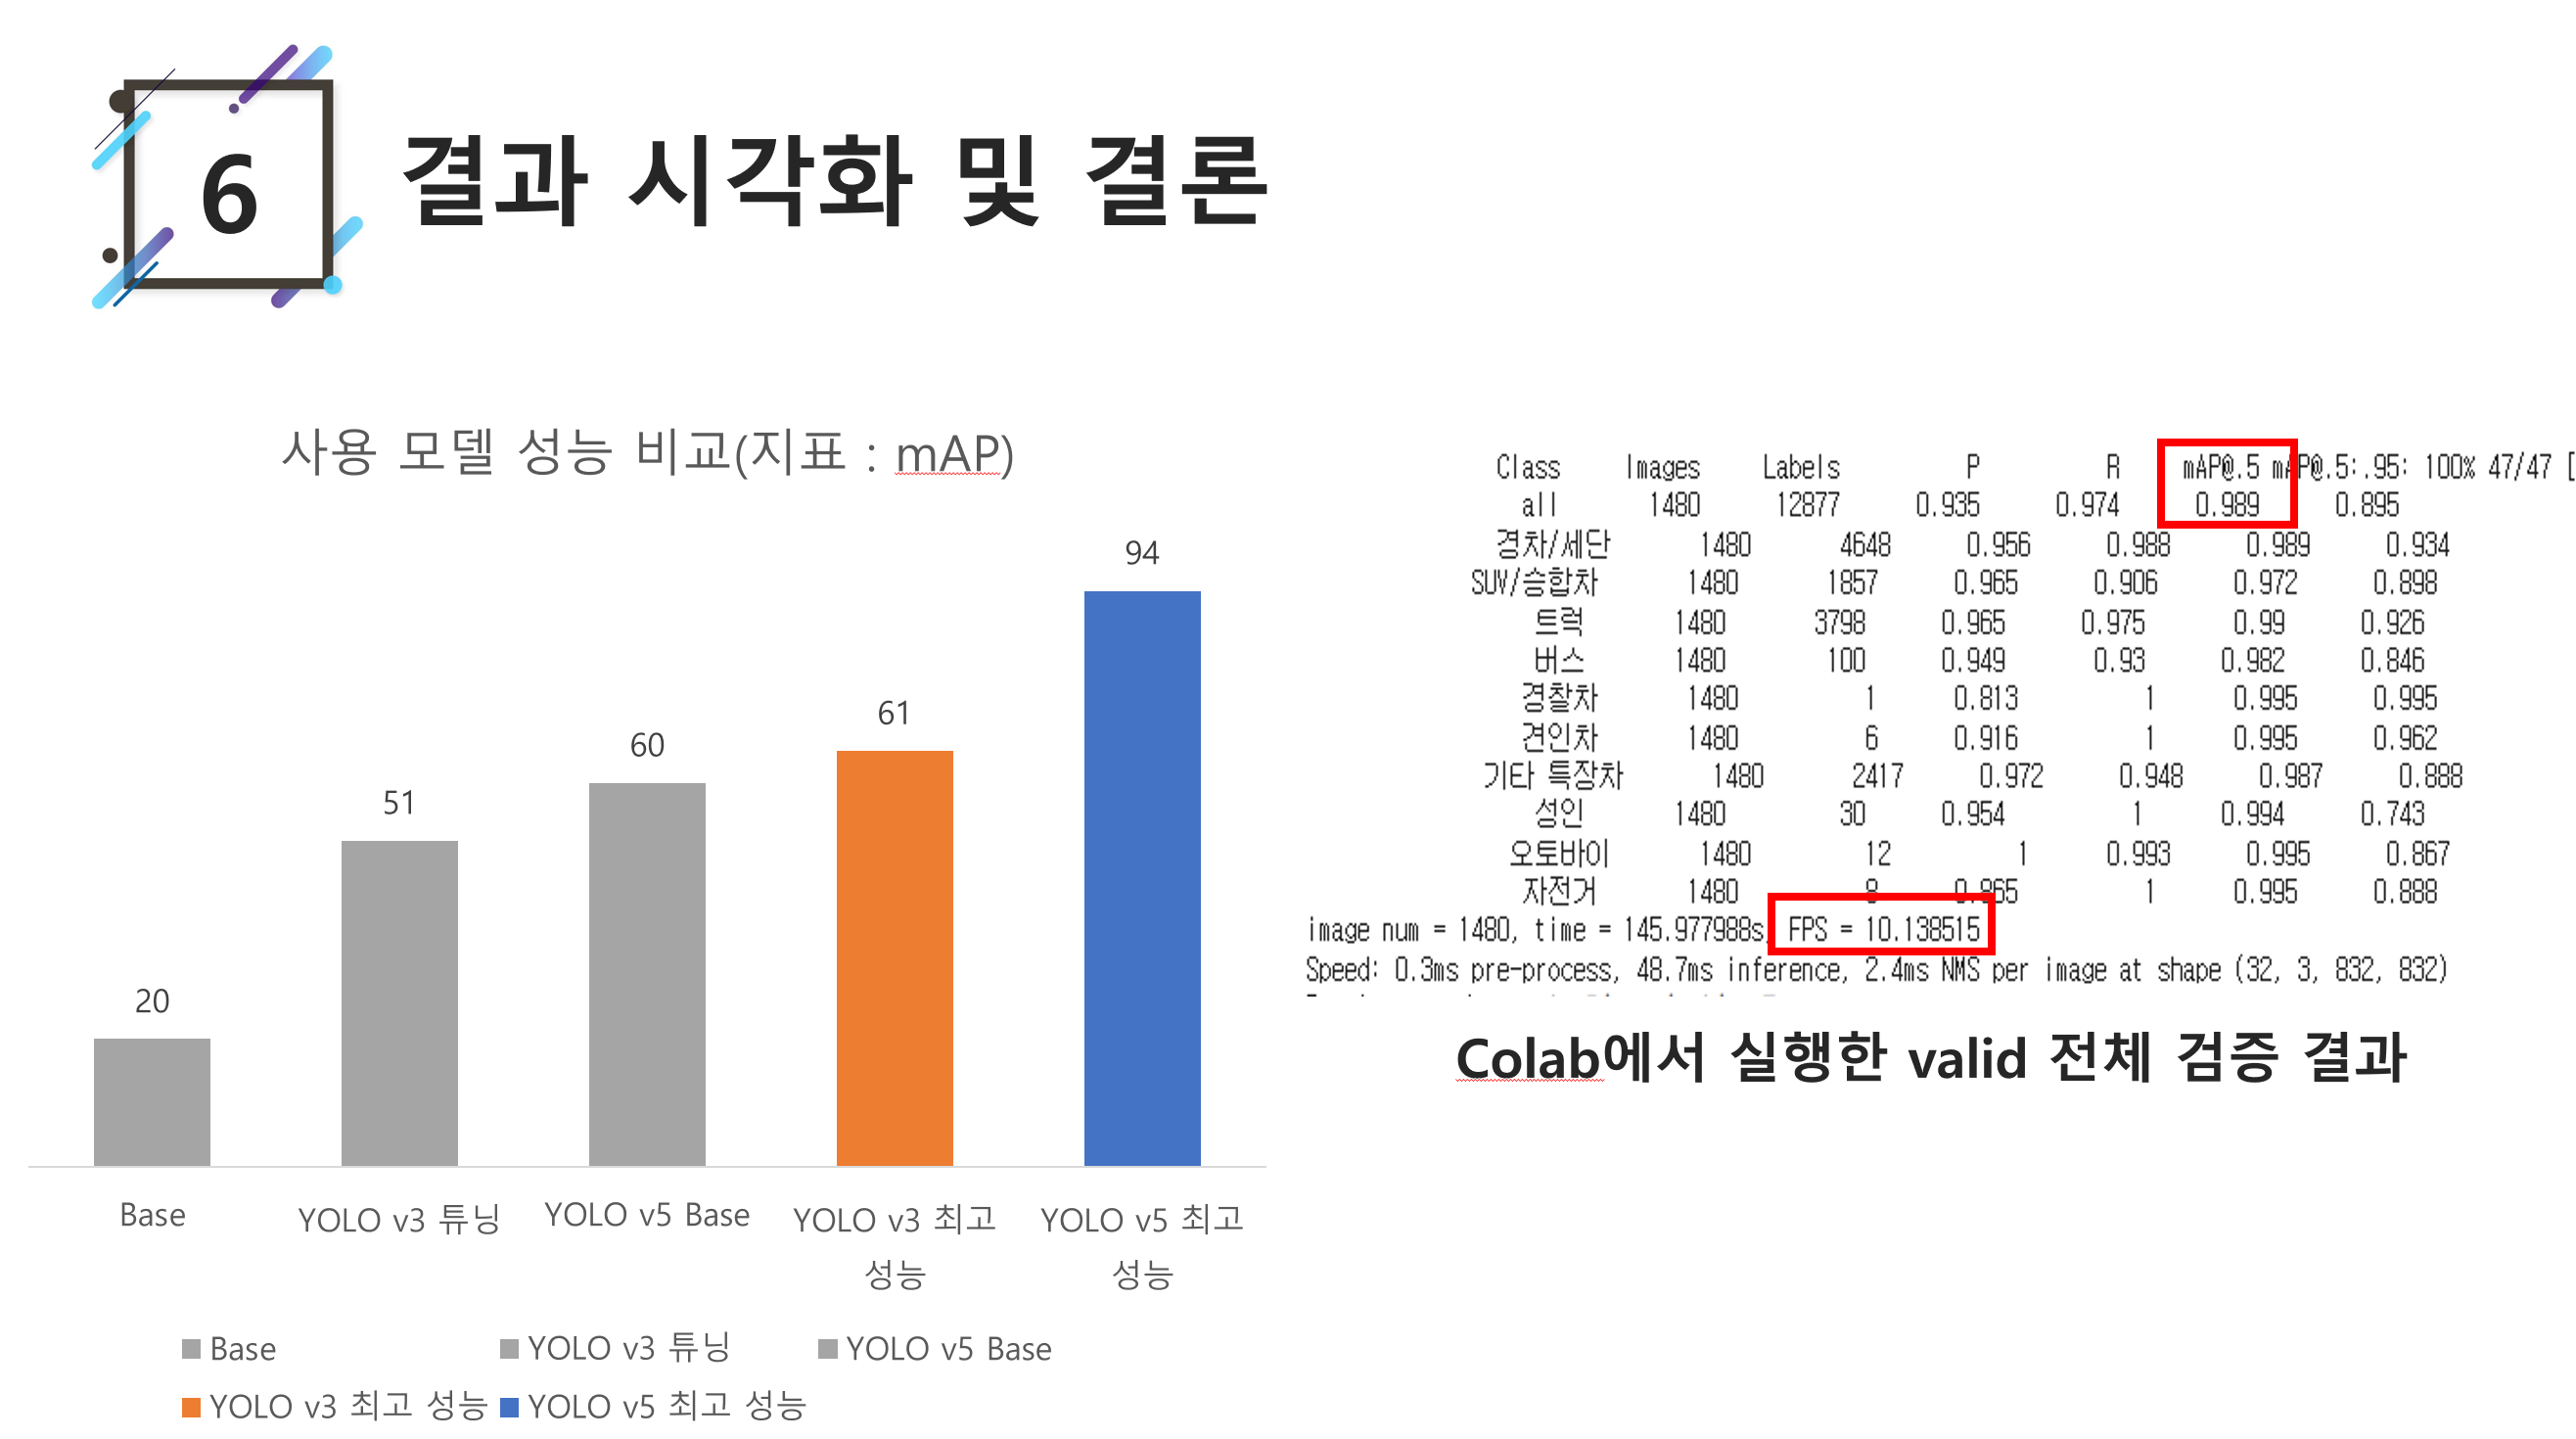 6
결과 시각화 및 결론
사용 모델 성능 비교(지표 : mAP)
94
61
60
51
20
Base
YOLO v3 튜닝
YOLO v5 Base
YOLO v3 최고
성능
YOLO v5 최고
성능
Base
YOLO v3 튜닝
YOLO v5 Base
YOLO v3 최고 성능
YOLO v5 최고 성능
Class Images Labels P R mAP@.5 mAP@.5:.95: 100% 47/47 [
all 1480 12877 0.935 0.974 0.989 0.895
경차/세단 1480 4648 0.956 0.988 0.989 0.934
SUV/승합차 1480 1857 0.965 0.906 0.972 0.898
트럭 1480 3798 0.965 0.975 0.99 0.926
버스 1480 100 0.949 0.93 0.982 0.846
경찰차 1480 1 0.813 1 0.995 0.995
견인차 1480 6 0.916 1 0.995 0.962
기타 특장차 1480 2417 0.972 0.948 0.987 0.888
성인 1480 30 0.954 1 0.994 0.743
오토바이 1480 12 1 0.993 0.995 0.867
자전거 1480 8 0.865 1 0.995 0.888
image num = 1480, time = 145.977988s, FPS = 10.138515
Speed: 0.3ms pre-process, 48.7ms inference, 2.4ms NMS per image at shape (32, 3, 832, 832)
Colab에서 실행한 valid 전체 검증 결과